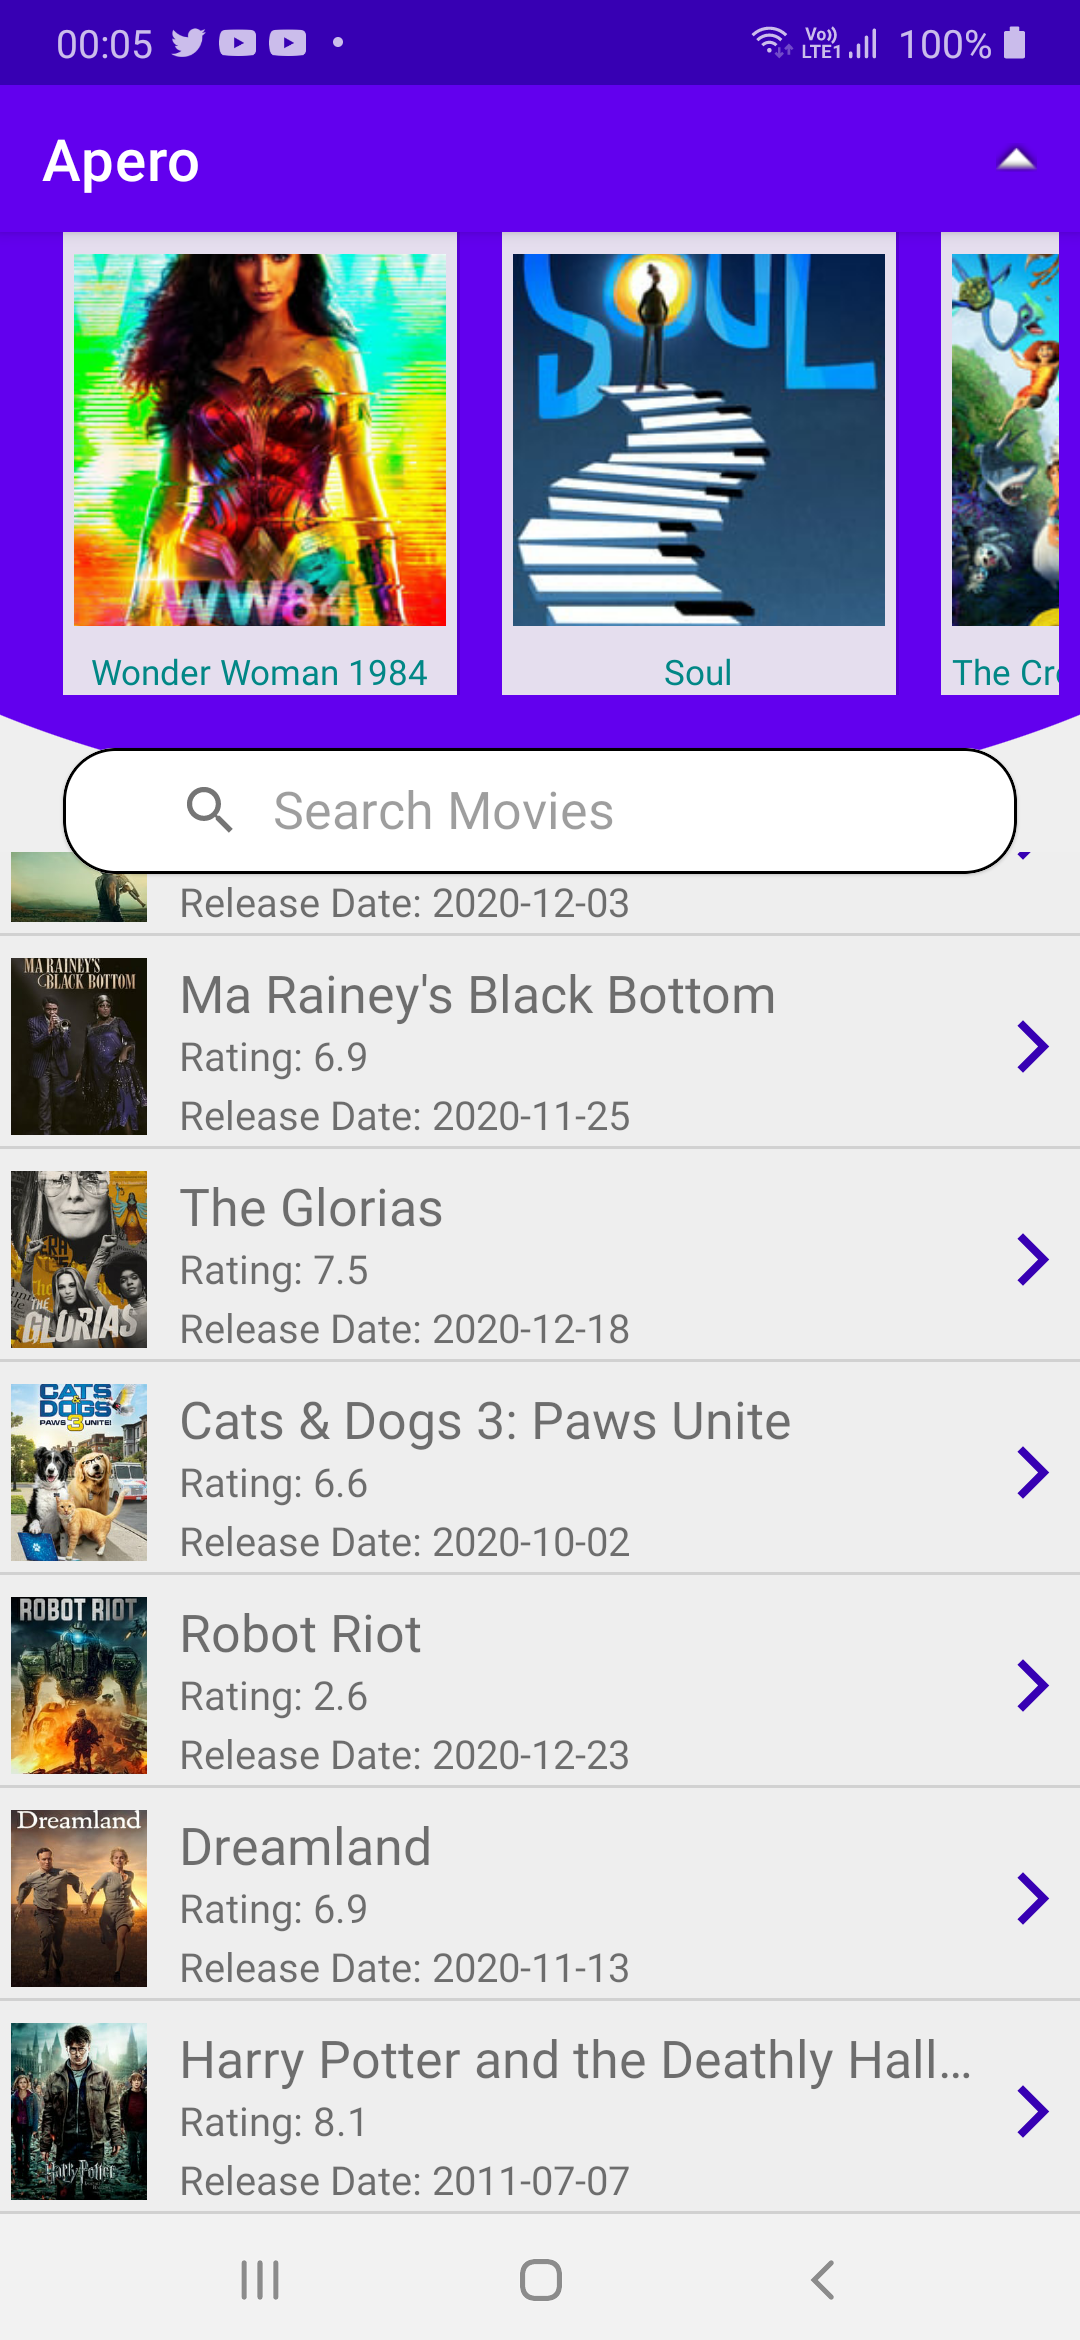 00:05
Vo))
LTE1
100%
Apero
SOUL
WW84
Wonder Woman 1984
Soul
The Cr
Search Movies
Release Date: 2020-12-03
MA RAINEY'S
BLACK BOTTOM
Ma Rainey's Black Bottom
Rating: 6.9
Release Date: 2020-11-25
THE
GLORIAS
The Glorias
Rating: 7.5
Release Date: 2020-12-18
CATS
&
DOGS
PAWS 3 UNITE!
Cats & Dogs 3: Paws Unite
Rating: 6.6
Release Date: 2020-10-02
ROBOT RIOT
Robot Riot
Rating: 2.6
Release Date: 2020-12-23
Dreamland
Dreamland
Rating: 6.9
Release Date: 2020-11-13
Harry Potter
Harry Potter and the Deathly Hall…
Rating: 8.1
Release Date: 2011-07-07